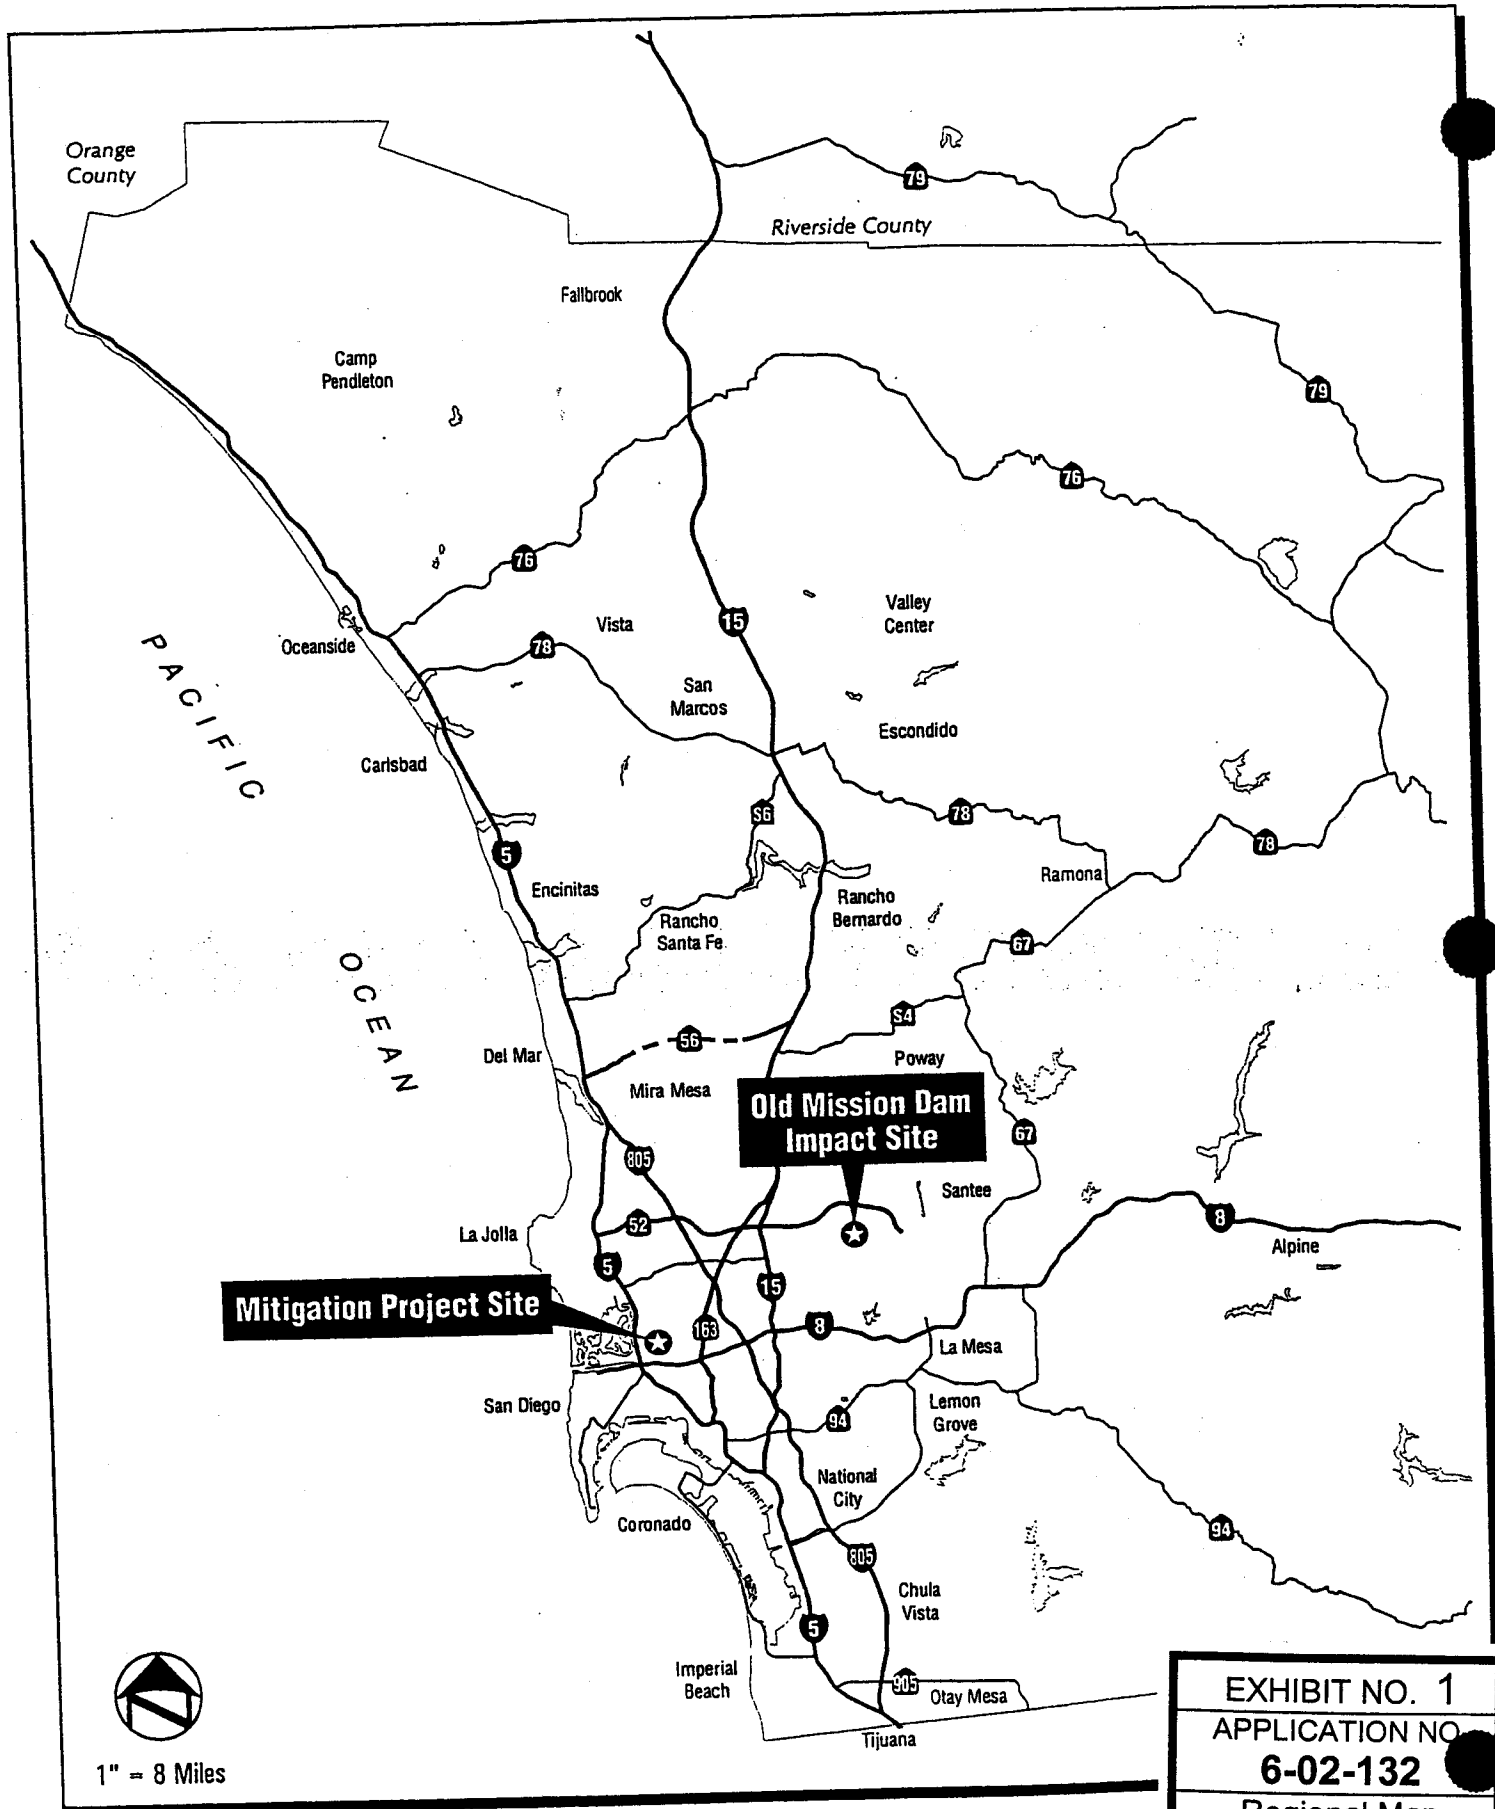 Orange
County
79
Riverside County
Fallbrook
Camp
Pendleton
79
76
76
15
Valley
Center
Vista
Oceanside
78
San
Marcos
PACIFIC
Escondido
Carlsbad
S6
78
78
5
Ramona
Encinitas
Rancho
Bernardo
Rancho
Santa Fe
67
OCEAN
S4
56
Del Mar
Poway
Mira Mesa
Old Mission Dam
Impact Site
67
805
Santee
52
8
La Jolla
Alpine
5
15
Mitigation Project Site
163
8
La Mesa
San Diego
94
Lemon
Grove
National
City
Coronado
94
805
Chula
Vista
5
Imperial
Beach
905
Otay Mesa
Tijuana
1" = 8 Miles
EXHIBIT NO. 1
APPLICATION NO.
6-02-132
Regional Map